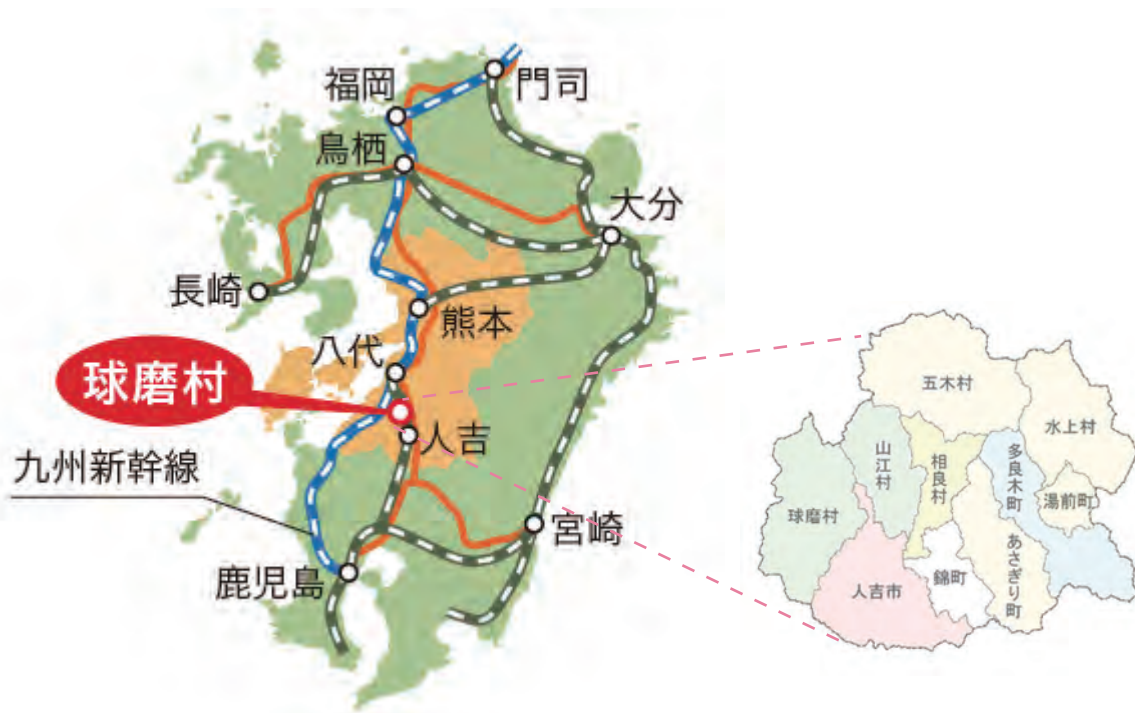 福岡
門司
鳥栖
大分
長崎
熊本
八代
球磨村
人吉
九州新幹線
宮崎
鹿児島
五木村
水上村
山江村
相良村
多良木町
湯前町
球磨村
あさぎり町
錦町
人吉市